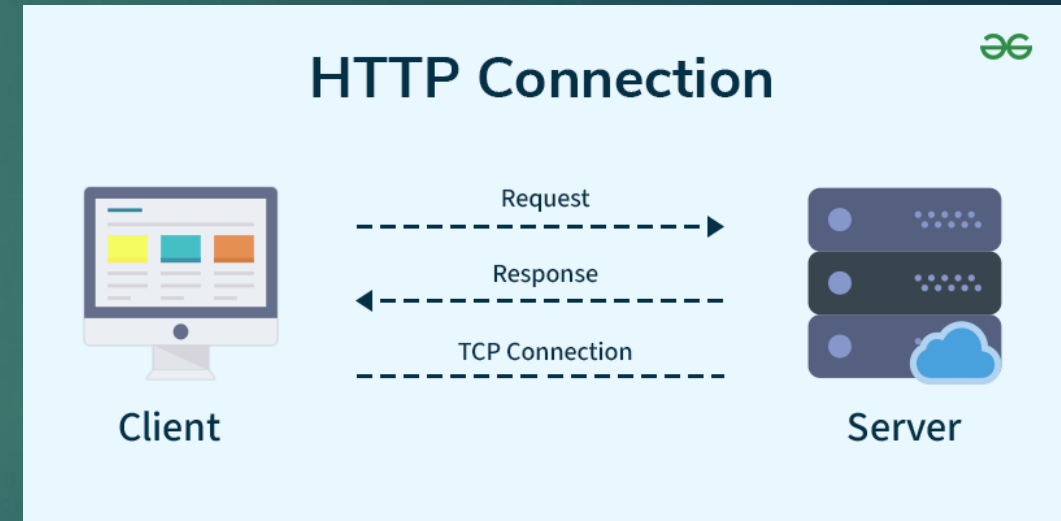 HTTP Connection
Request
Response
TCP Connection
Client
Server